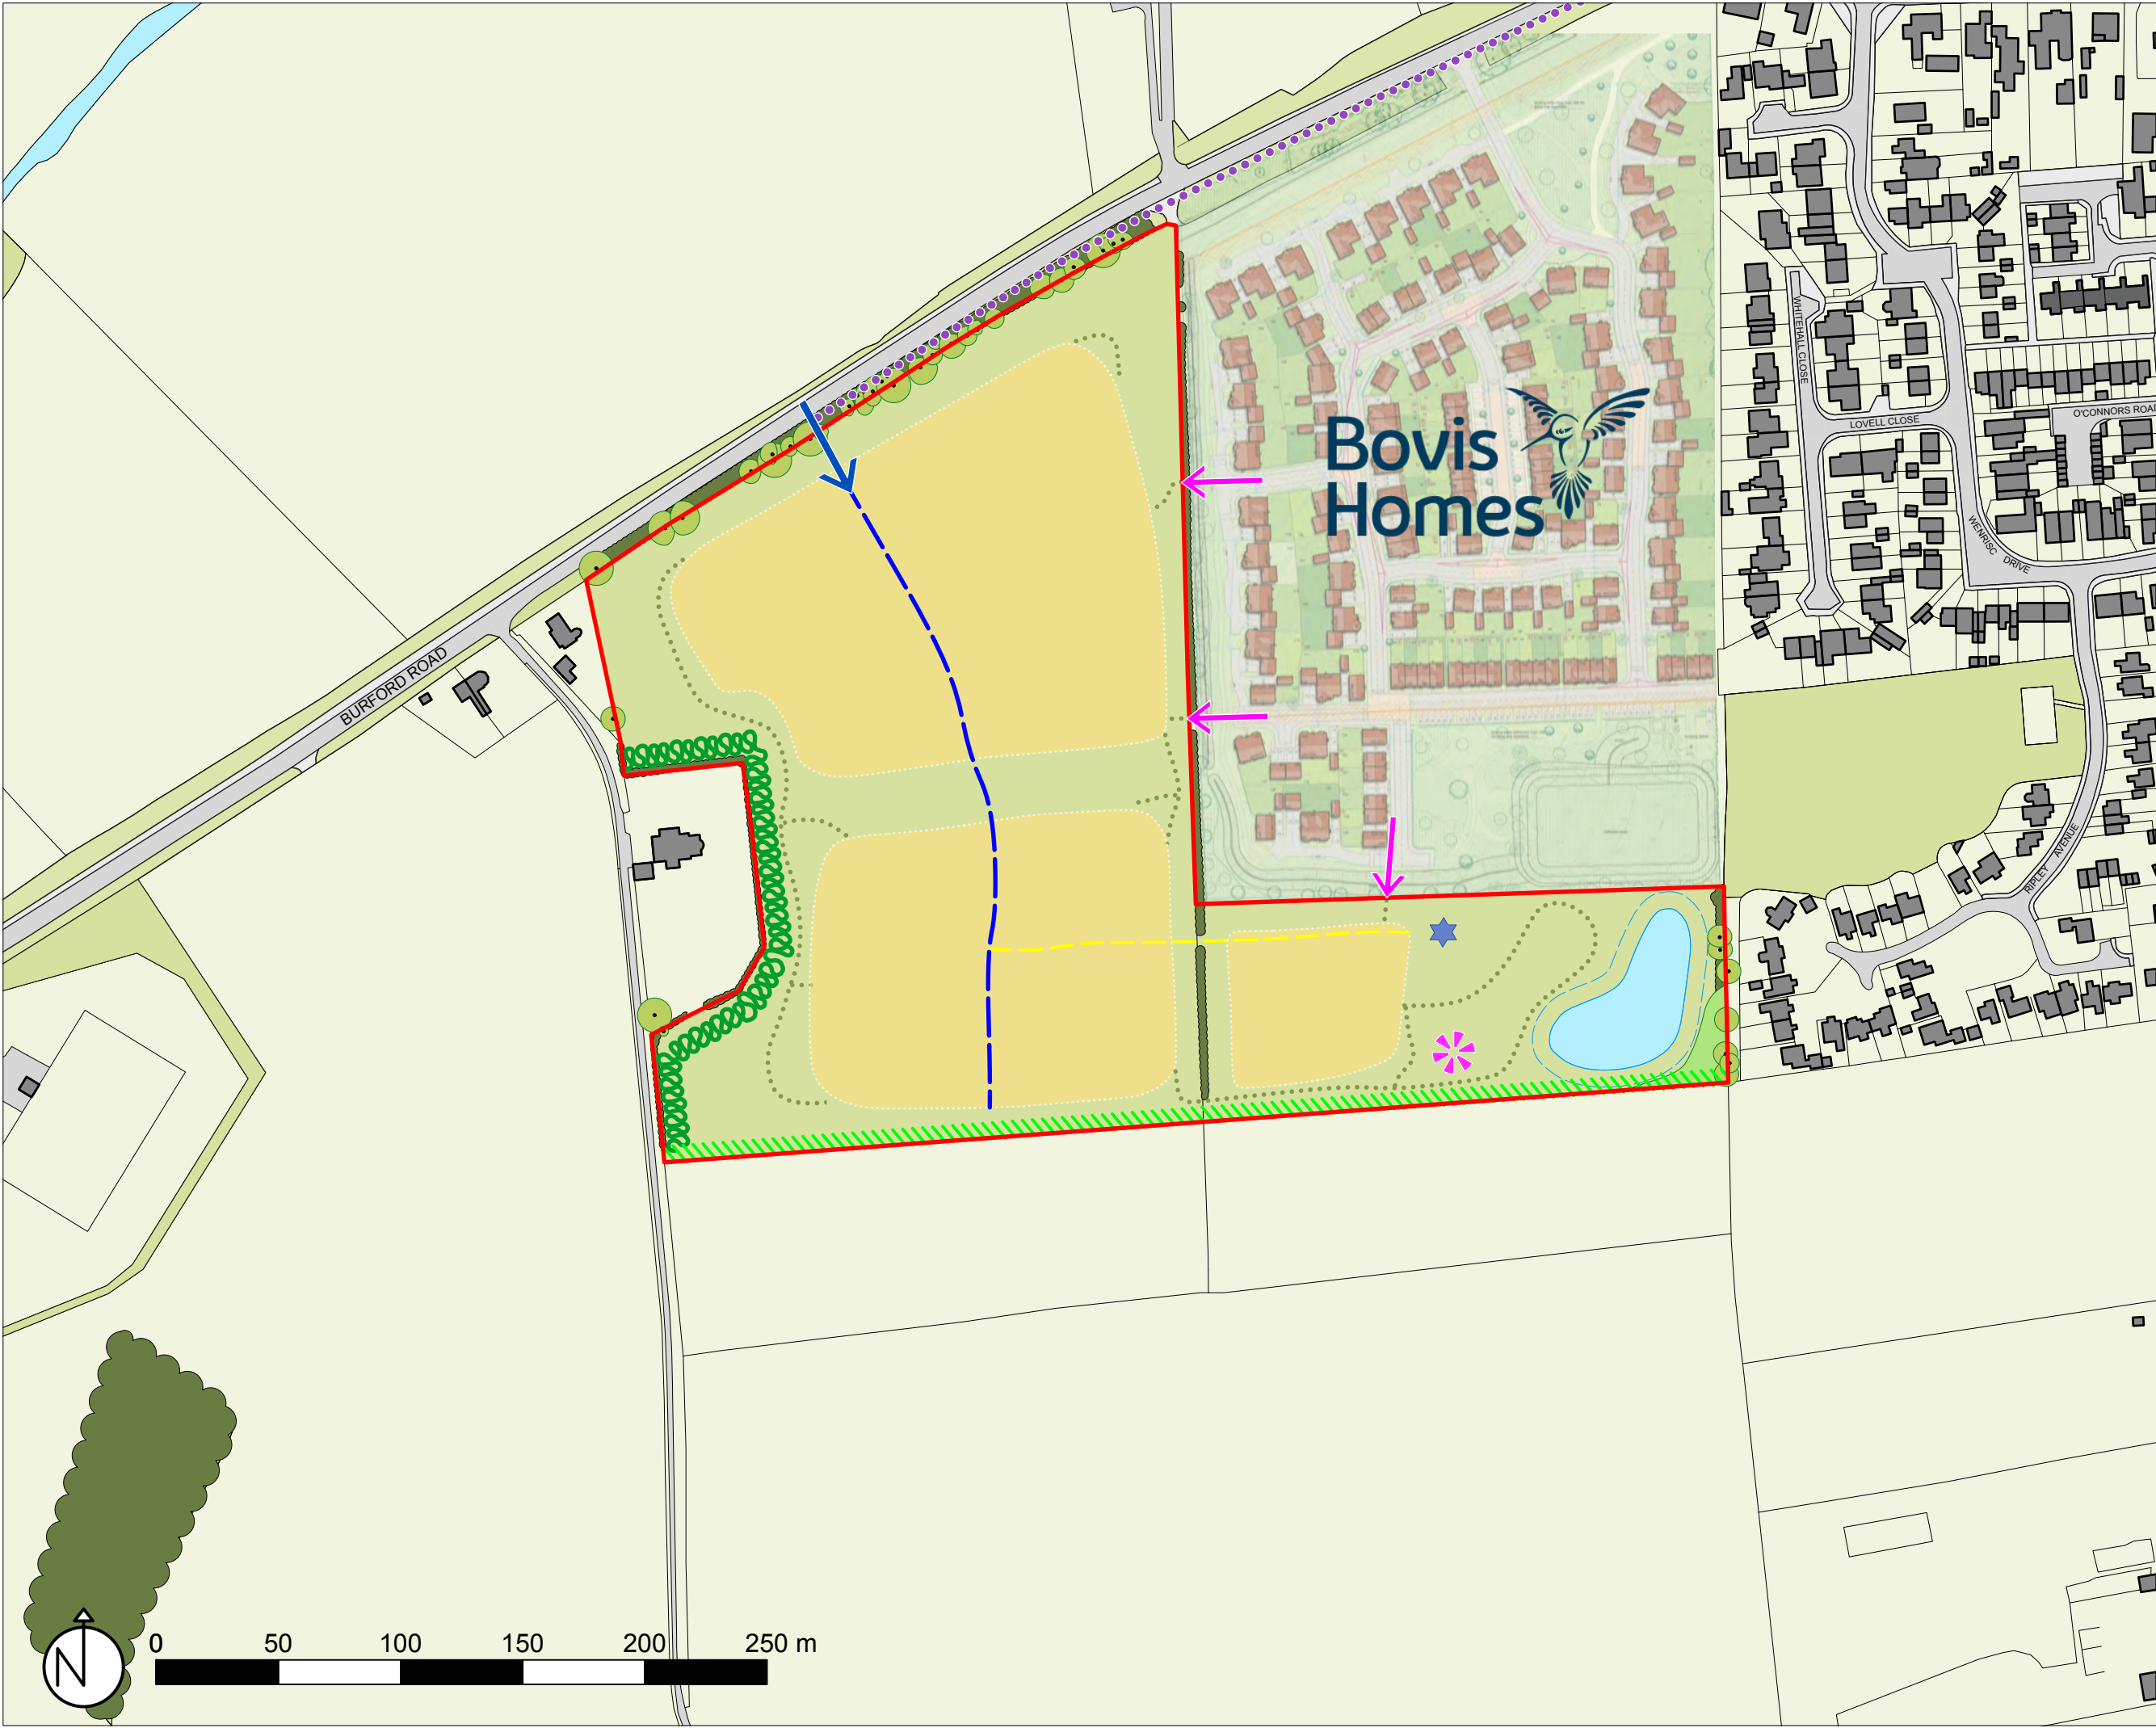 WHITEHALL CLOSE
O'CONNORS ROAD
LOVELL CLOSE
Bovis
Homes
WENRISC
DRIVE
BURFORD ROAD
RIPLEY
AVENUE
N
0 50 100 150 200 250 m